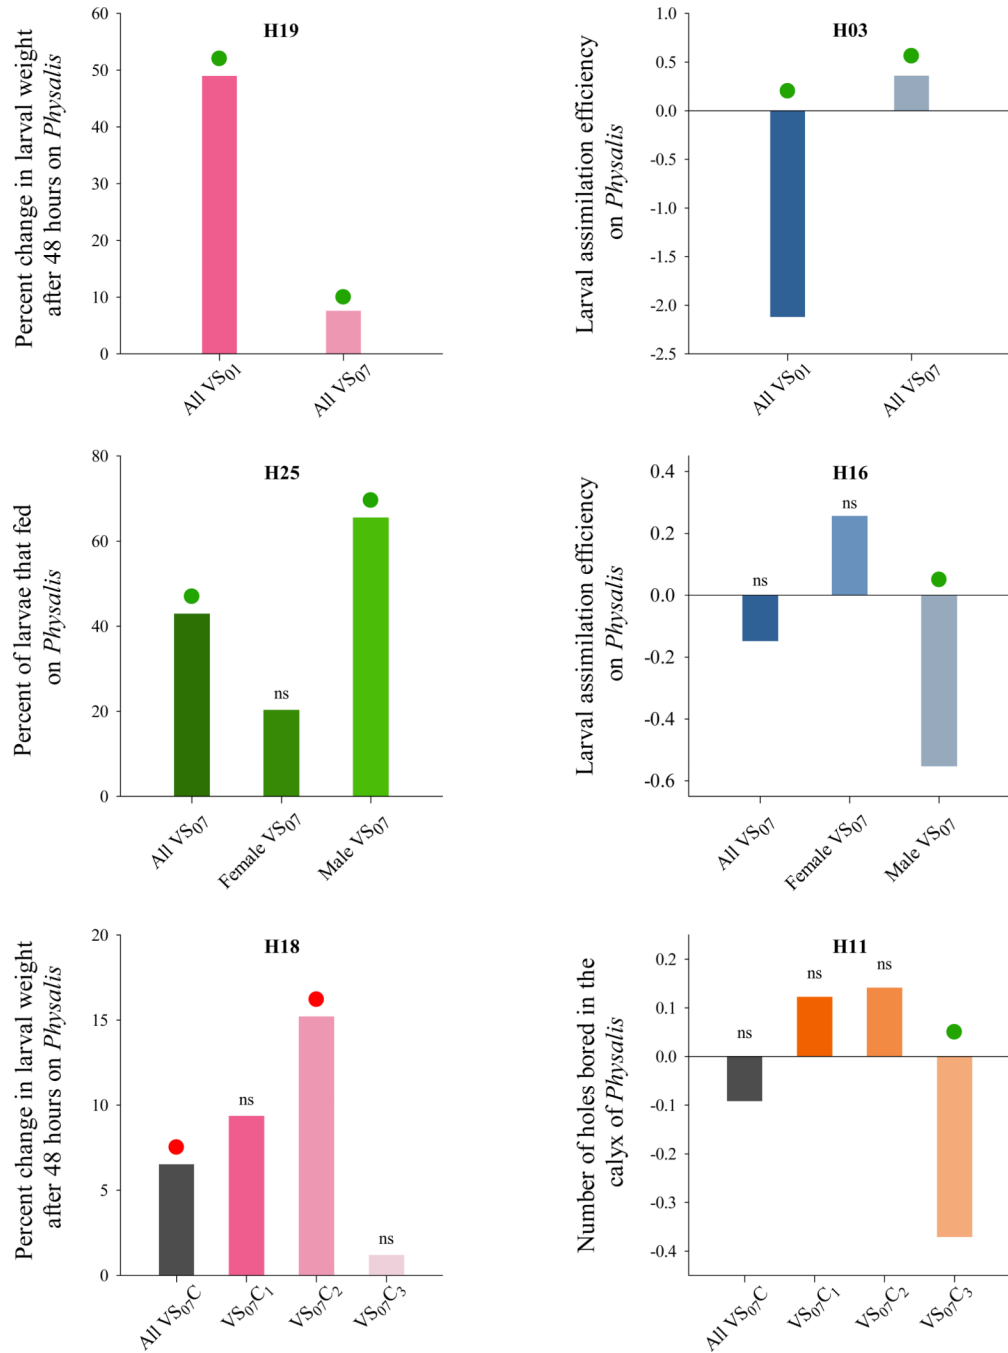 H19
Percent change in larval weight
after 48 hours on Physalis
60
50
40
30
20
10
0
All VS01
All VS07
H03
Larval assimilation efficiency
on Physalis
1.0
0.5
0.0
-0.5
-1.0
-1.5
-2.0
-2.5
All VS01
All VS07
H25
Percent of larvae that fed
on Physalis
80
60
40
20
0
ns
All VS07
Female VS07
Male VS07
H16
Larval assimilation efficiency
on Physalis
0.4
0.2
0.0
-0.2
-0.4
-0.6
ns
ns
All VS07
Female VS07
Male VS07
H18
Percent change in larval weight
after 48 hours on Physalis
20
15
10
5
0
ns
ns
All VS07C
VS07C1
VS07C2
VS07C3
H11
Number of holes bored in the
calyx of Physalis
0.2
0.1
0.0
-0.1
-0.2
-0.3
-0.4
ns
ns
ns
All VS07C
VS07C1
VS07C2
VS07C3